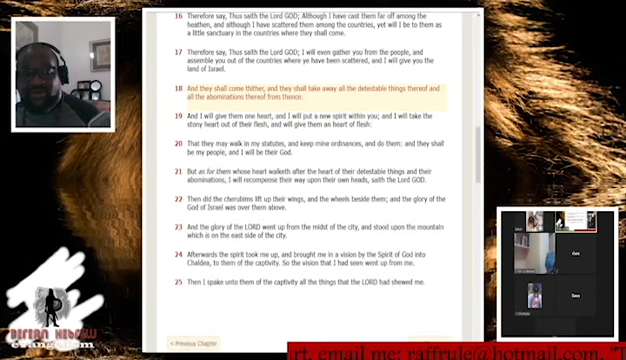 16 Therefore say, Thus saith the Lord GOD; Although I have cast them far off among the
heathen, and although I have scattered them among the countries, yet will I be to them as
a little sanctuary in the countries where they shall come.
17 Therefore say, Thus saith the Lord GOD; I will even gather you from the people, and
assemble you out of the countries where ye have been scattered, and I will give you the
land of Israel.
18 And they shall come thither, and they shall take away all the detestable things thereof and
all the abominations thereof from thence.
19 And I will give them one heart, and I will put a new spirit within you; and I will take the
stony heart out of their flesh, and will give them an heart of flesh:
20 That they may walk in my statutes, and keep mine ordinances, and do them: and they shall
be my people, and I will be their God.
21 But as for them whose heart walketh after the heart of their detestable things and their
abominations, I will recompense their way upon their own heads, saith the Lord GOD.
22 Then did the cherubims lift up their wings, and the wheels beside them; and the glory of the
God of Israel was over them above.
23 And the glory of the LORD went up from the midst of the city, and stood upon the mountain
which is on the east side of the city.
24 Afterwards the spirit took me up, and brought me in a vision by the Spirit of God into
Chaldea, to them of the captivity. So the vision that I had seen went up from me.
25 Then I spake unto them of the captivity all the things that the LORD had shewed me.
< Previous Chapter
BEREAN HEBREW
evangelism
rt, email me: raffrule@hotmail.com, "T